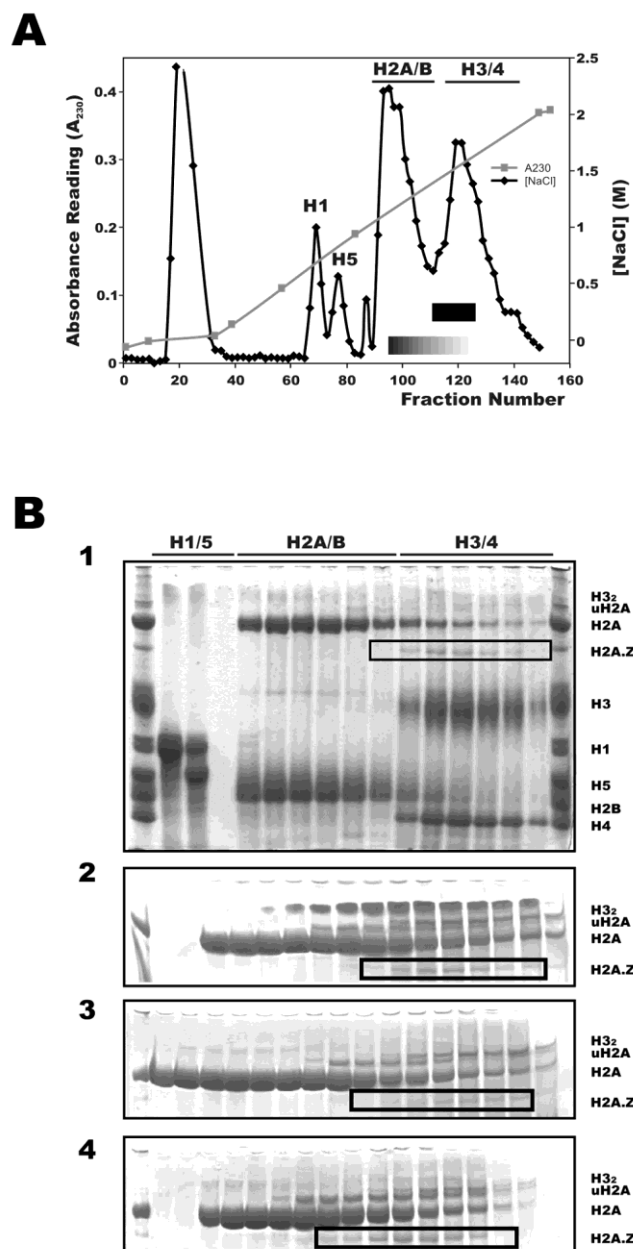 A
H2A/B
H3/4
H1
H5
Absorbance Reading (A₂₃₀)
0.4
0.3
0.2
0.1
0
2.5
2
1.5
1
0.5
0
[NaCl] (M)
A230
[NaCl]
0 20 40 60 80 100 120 140 160
Fraction Number
B
1
H1/5 H2A/B H3/4
H3₂
uH2A
H2A
H2A.Z
H3
H1
H5
H2B
H4
2
H3₂
uH2A
H2A
H2A.Z
3
H3₂
uH2A
H2A
H2A.Z
4
H3₂
uH2A
H2A
H2A.Z